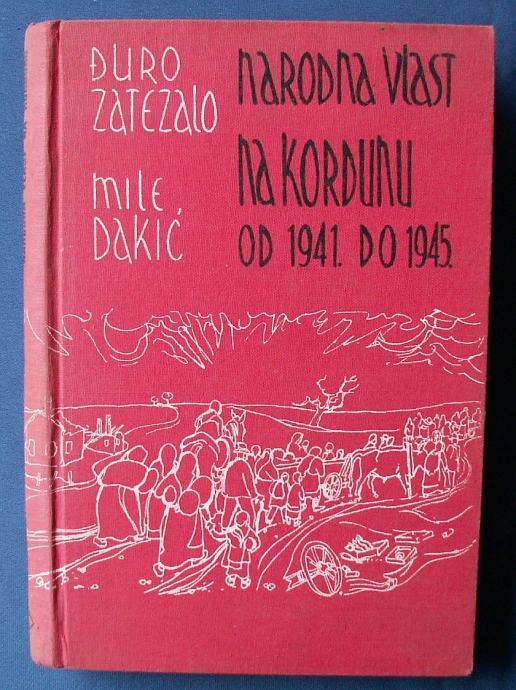 ĐURO
ZATEZALO
MILE
DAKIĆ
NARODNA VLAST
NA KORDUNU
OD 1941. DO 1945.